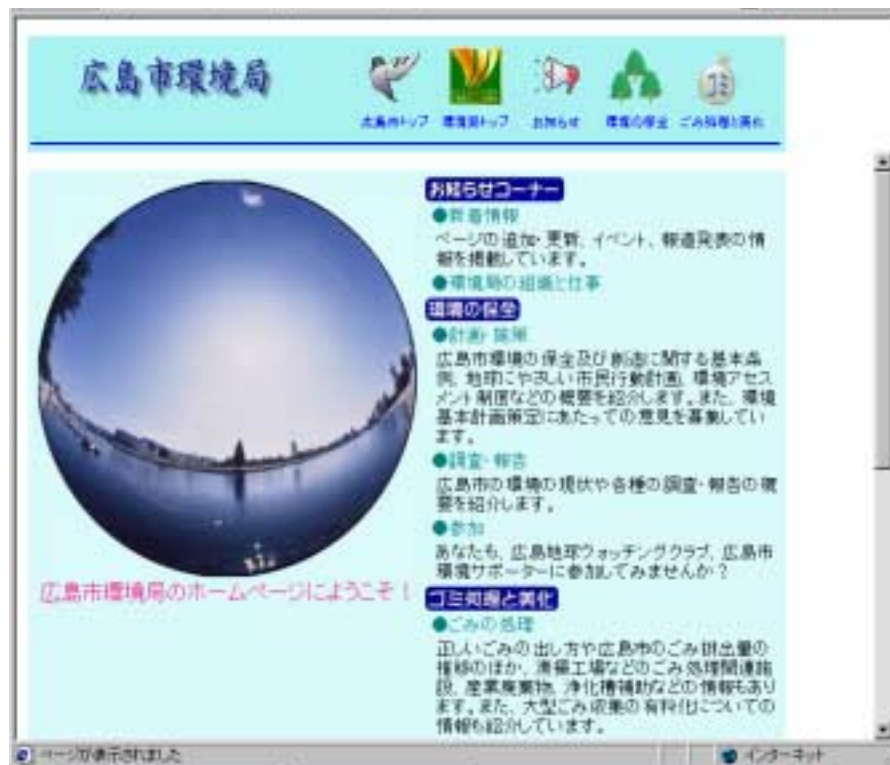 広島市環境局
広島市トップ 環境局トップ お知らせ 環境の保全 ごみ処理と美化
お知らせコーナー
●新着情報
ページの追加・更新、イベント、報道発表の情
報を掲載しています。
●環境局の組織と仕事
環境の保全
●計画・施策
広島市環境の保全及び創造に関する基本条
例、地球にやさしい市民行動計画、環境アセス
メント制度などの概要を紹介します。また、環境
基本計画策定にあたっての意見を募集してい
ます。
●調査・報告
広島市の環境の現状や各種の調査・報告の概
要を紹介します。
●参加
あなたも、広島地球ウォッチングクラブ、広島市
環境サポーターに参加してみませんか？
広島市環境局のホームページにようこそ！
ゴミ処理と美化
●ごみの処理
正しいごみの出し方や広島市のごみ排出量の
推移のほか、清掃工場などのごみ処理関連施
設、産業廃棄物、浄化槽補助などの情報もあり
ます。また、大型ごみ収集の有料化についての
情報も紹介しています。
ページが表示されました
インターネット